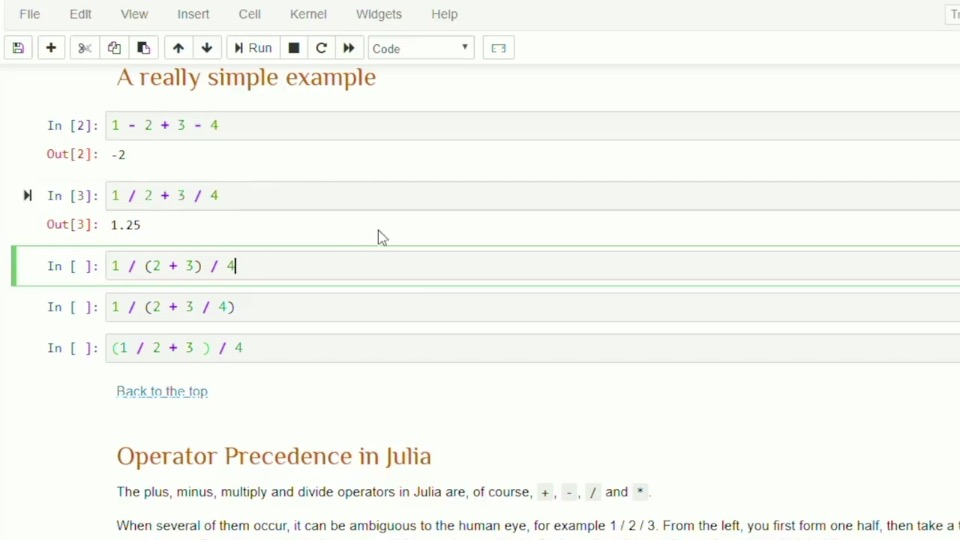 File Edit View Insert Cell Kernel Widgets Help
Run Code
A really simple example
In [2]: 1 - 2 + 3 - 4
Out[2]: -2
In [3]: 1 / 2 + 3 / 4
Out[3]: 1.25
In [ ]: 1 / (2 + 3) / 4
In [ ]: 1 / (2 + 3 / 4)
In [ ]: (1 / 2 + 3 ) / 4
Back to the top
Operator Precedence in Julia
The plus, minus, multiply and divide operators in Julia are, of course, + , - , / and * .
When several of them occur, it can be ambiguous to the human eye, for example 1 / 2 / 3. From the left, you first form one half, then take a